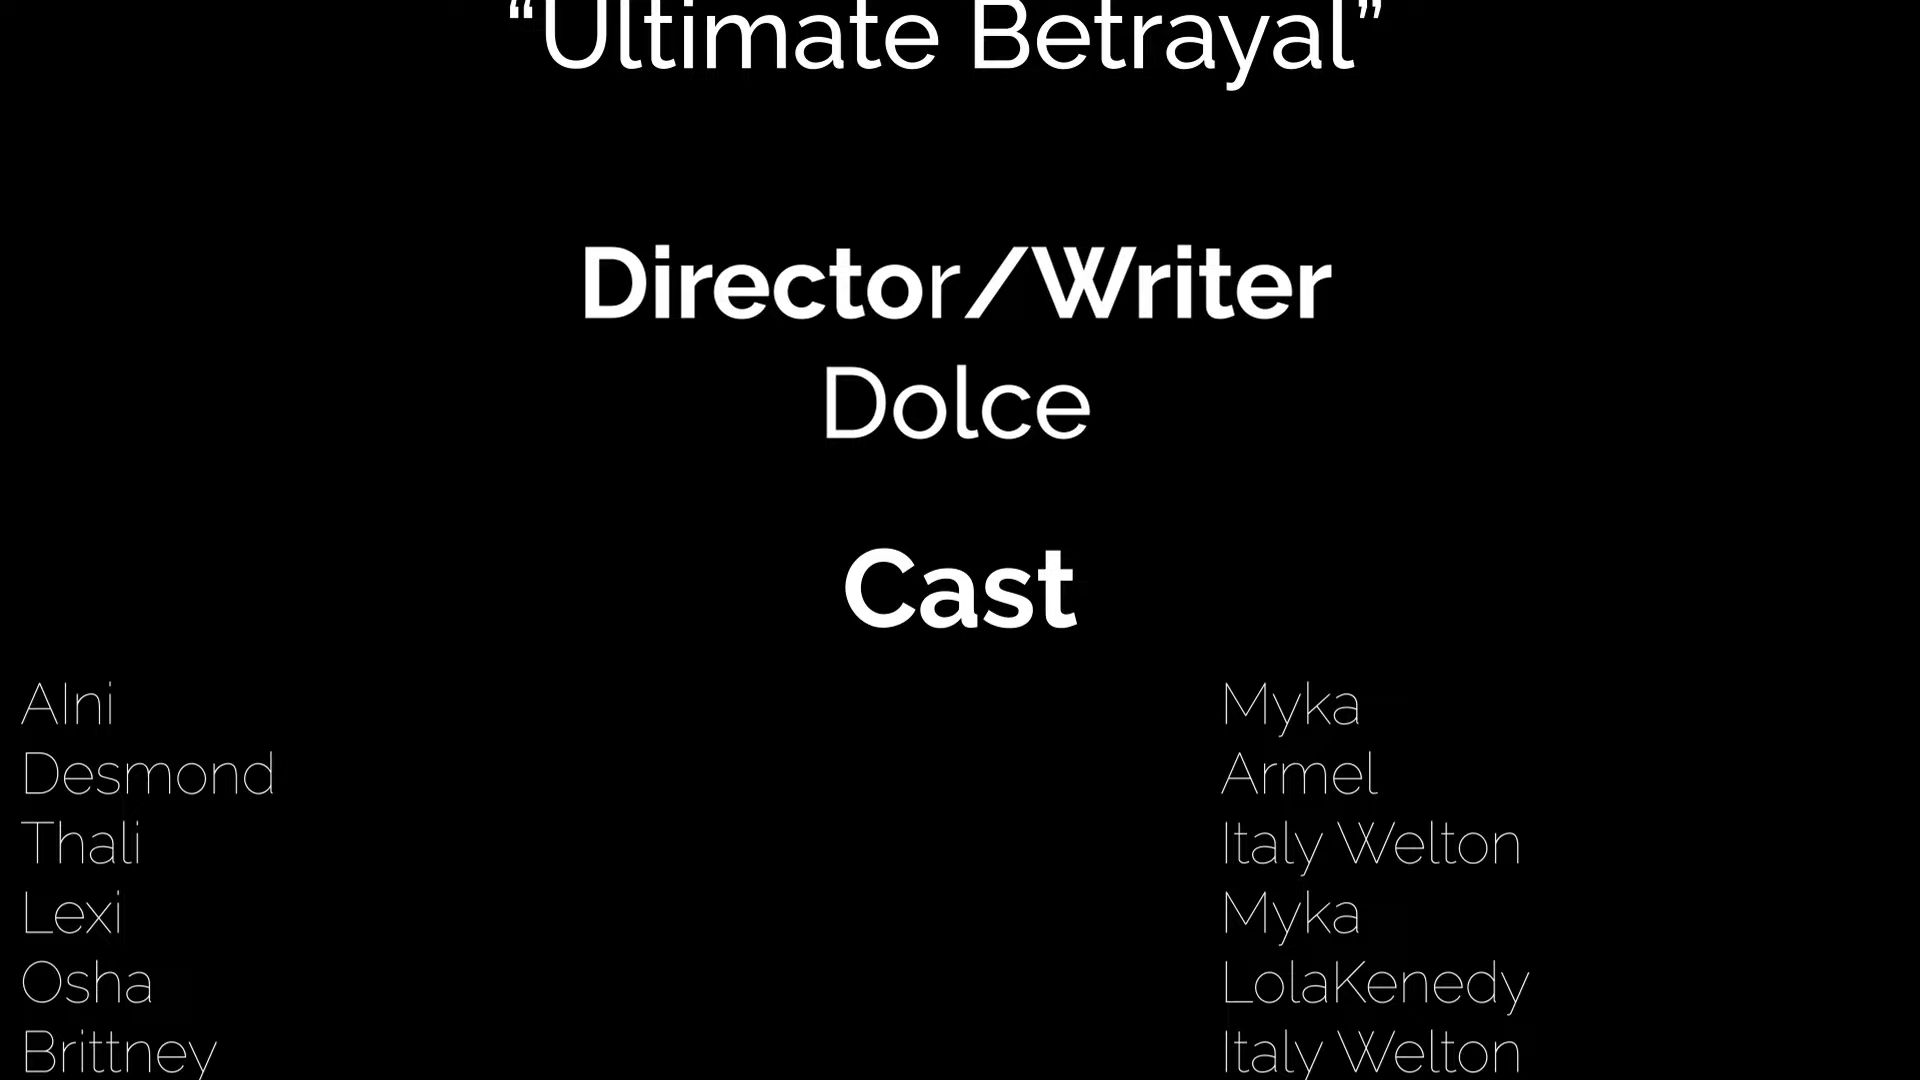 “Ultimate Betrayal”
Director/Writer
Dolce
Cast
AIni Myka
Desmond Armel
Thali Italy Welton
Lexi Myka
Osha LolaKenedy
Brittney Italy Welton